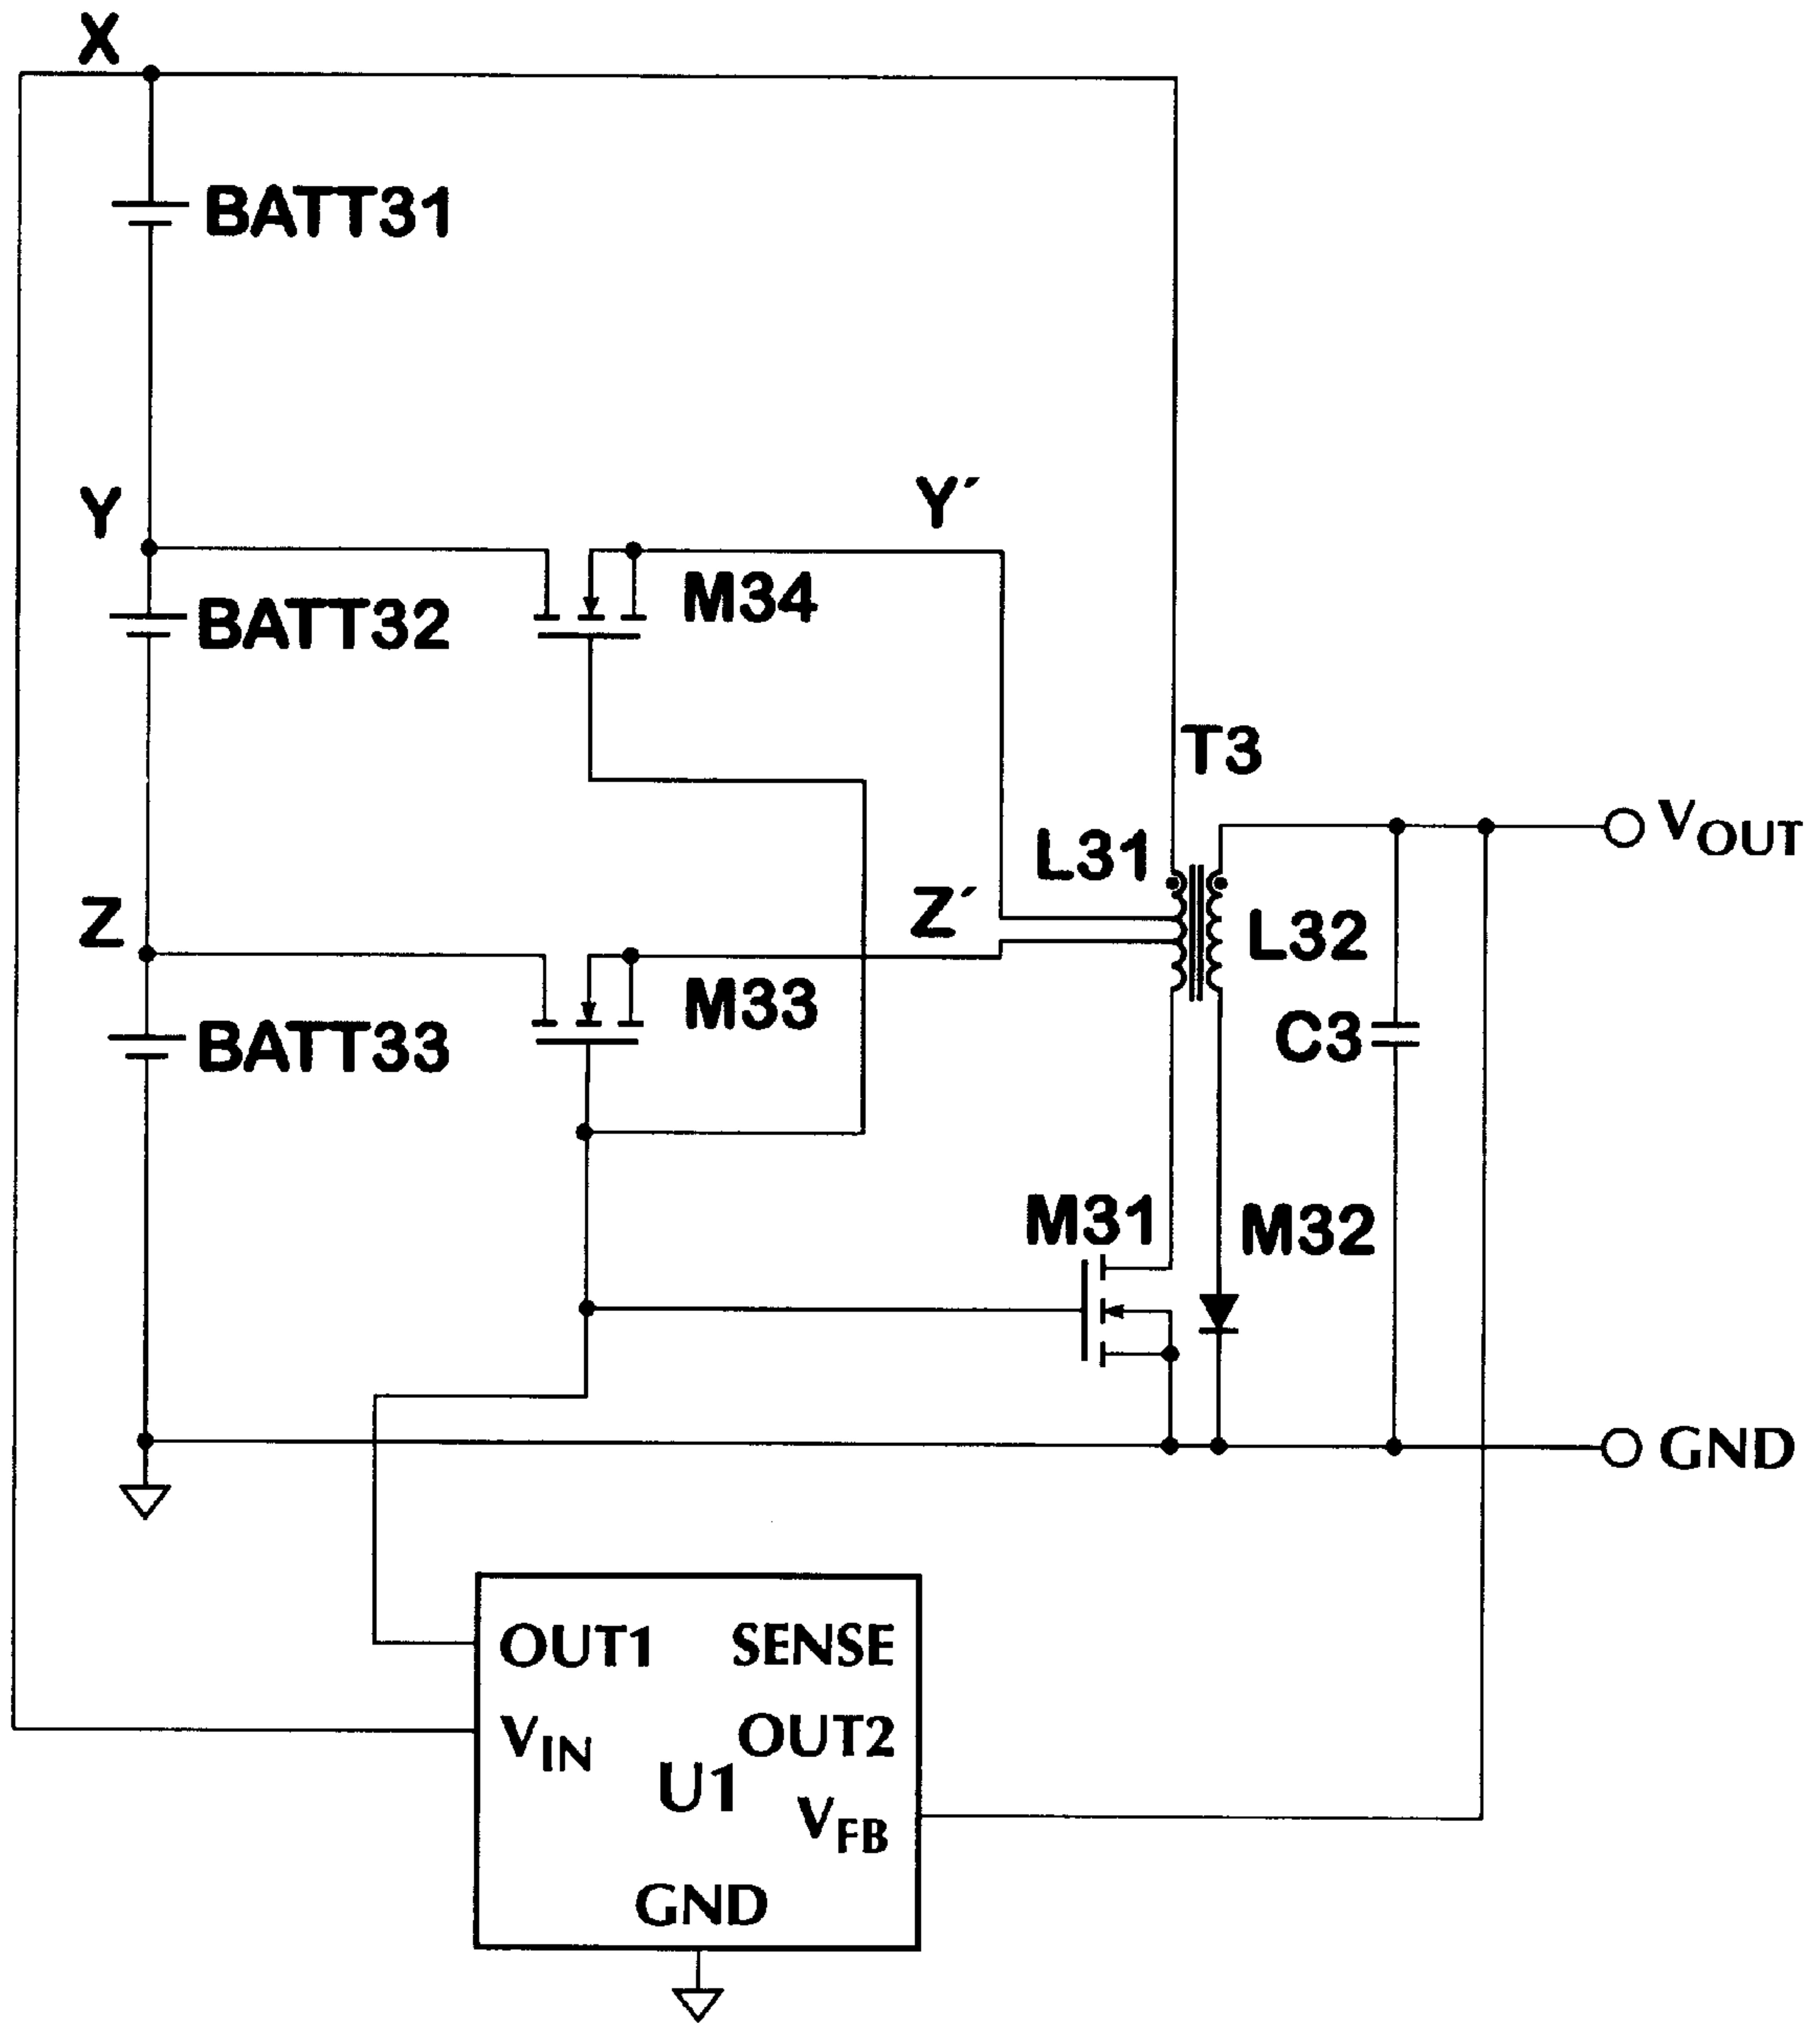 X
BATT31
Y
Y´
M34
BATT32
T3
VOUT
L31
Z
Z´
L32
M33
C3
BATT33
M31
M32
GND
OUT1
SENSE
VIN
OUT2
U1
VFB
GND